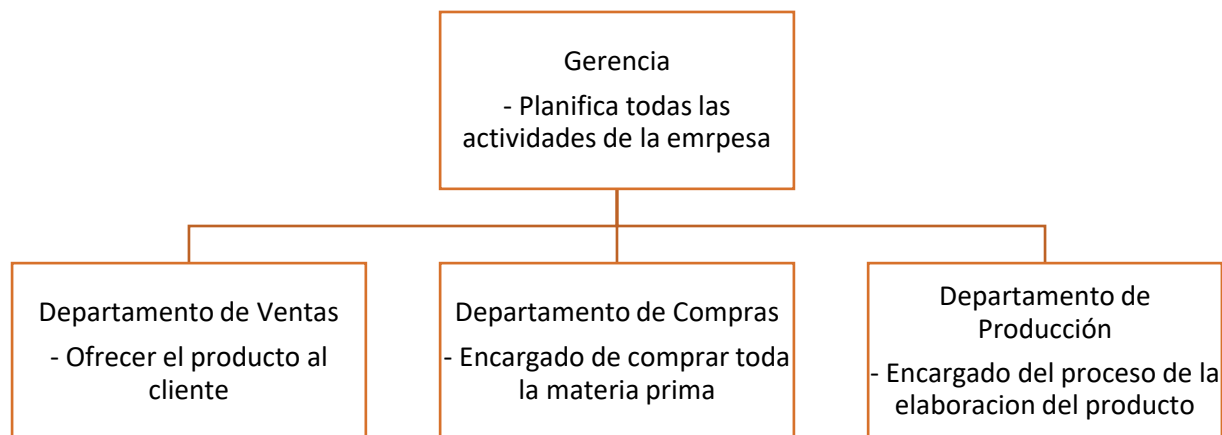 Gerencia
- Planifica todas las
actividades de la emrpesa
Departamento de Ventas
- Ofrecer el producto al
cliente
Departamento de Compras
- Encargado de comprar toda
la materia prima
Departamento de
Producción
- Encargado del proceso de la
elaboracion del producto